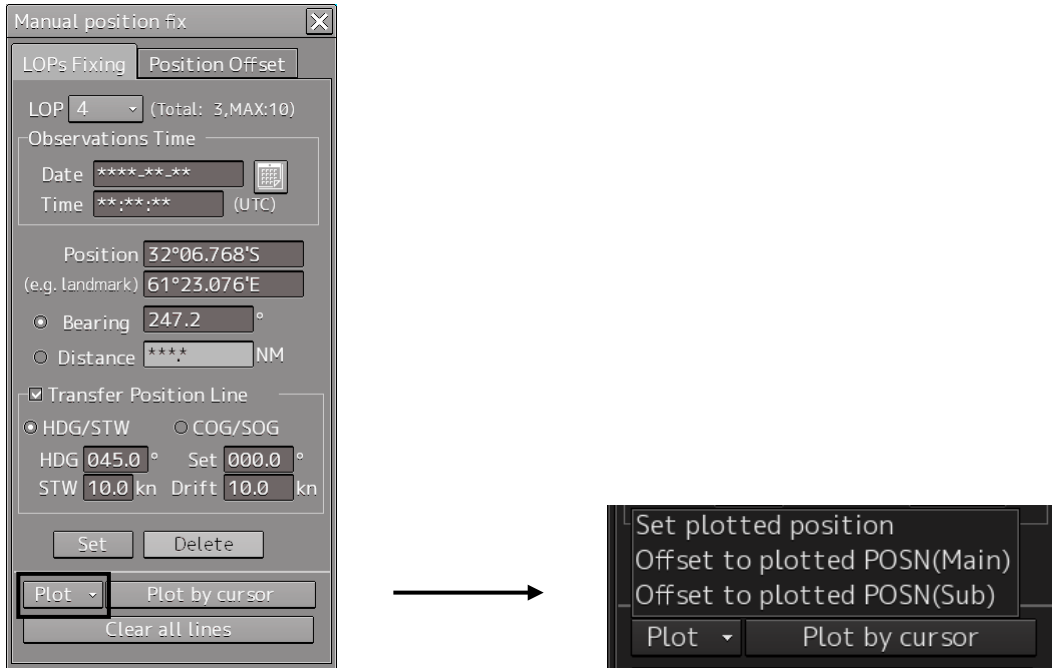 Manual position fix
LOPs Fixing Position Offset
LOP 4 (Total: 3,MAX:10)
Observations Time
Date ****-**-**
Time **:**:** (UTC)
Position 32°06.768'S
(e.g. landmark) 61°23.076'E
Bearing 247.2 °
Distance ***.* NM
Transfer Position Line
HDG/STW COG/SOG
HDG 045.0 ° Set 000.0 °
STW 10.0 kn Drift 10.0 kn
Set Delete
Plot Plot by cursor
Clear all lines
Set plotted position
Offset to plotted POSN(Main)
Offset to plotted POSN(Sub)
Plot Plot by cursor